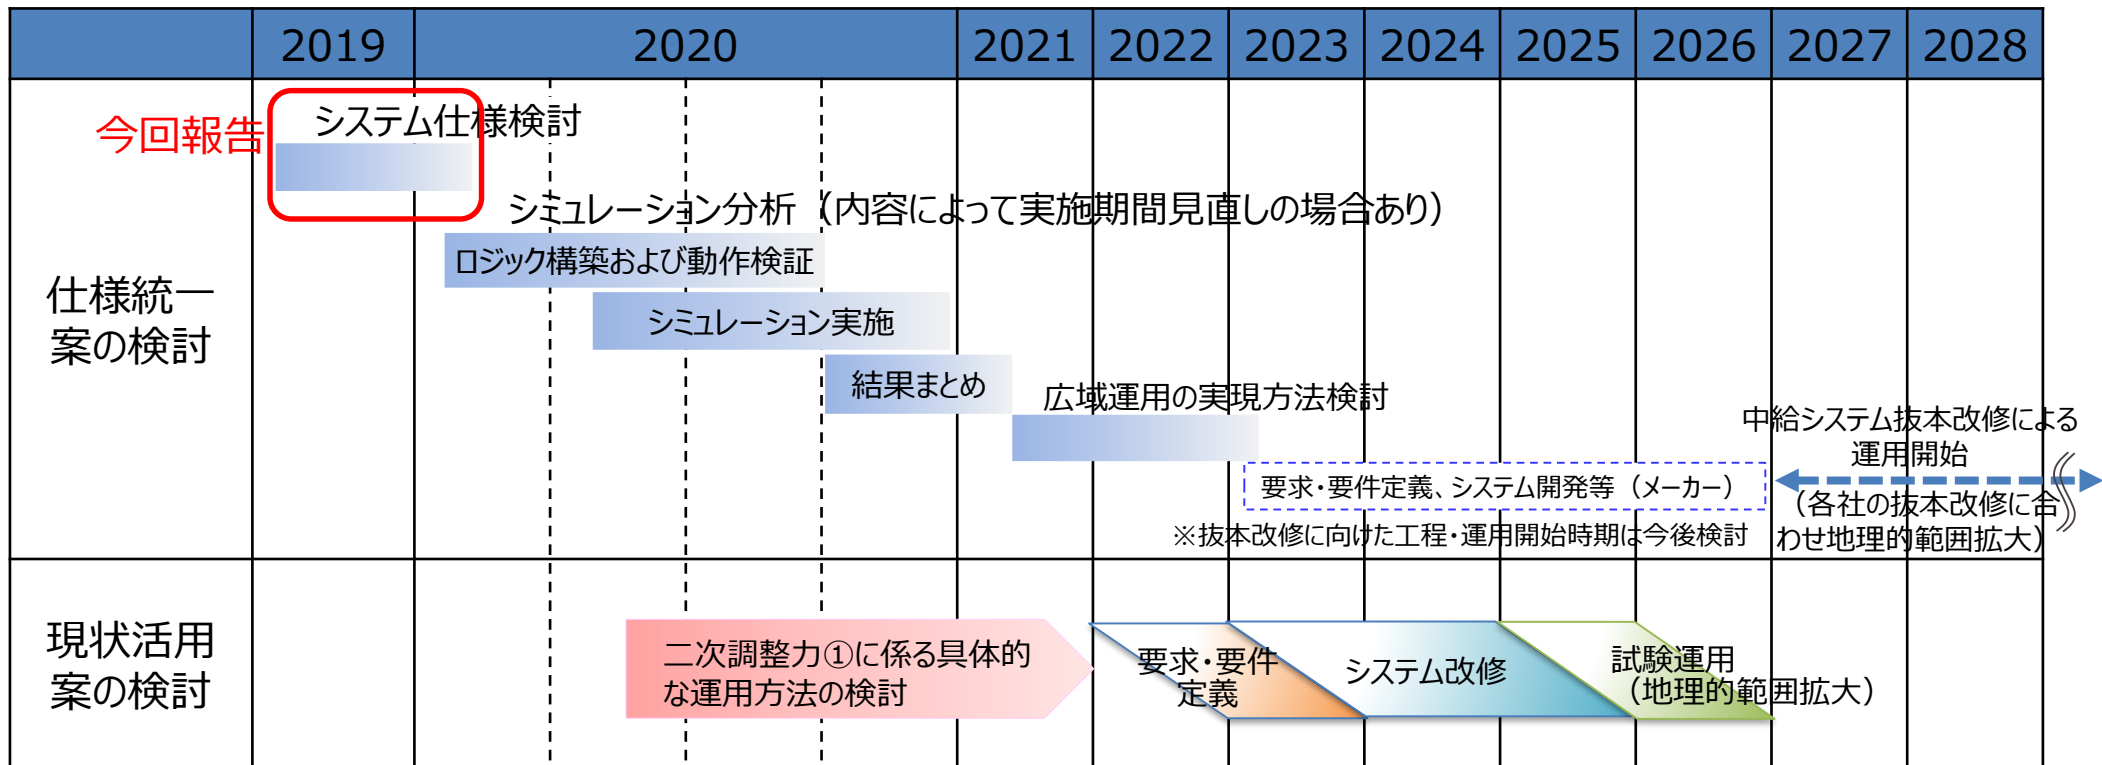 2019 2020 2021 2022 2023 2024 2025 2026 2027 2028
今回報告
システム仕様検討
シミュレーション分析（内容によって実施期間見直しの場合あり）
ロジック構築および動作検証
仕様統一
案の検討
シミュレーション実施
結果まとめ
広域運用の実現方法検討
中給システム抜本改修による
運用開始
要求・要件定義、システム開発等（メーカー）
（各社の抜本改修に合
わせ地理的範囲拡大）
※抜本改修に向けた工程・運用開始時期は今後検討
現状活用
案の検討
二次調整力①に係る具体的
な運用方法の検討
要求・要件
定義
システム改修
試験運用
（地理的範囲拡大）